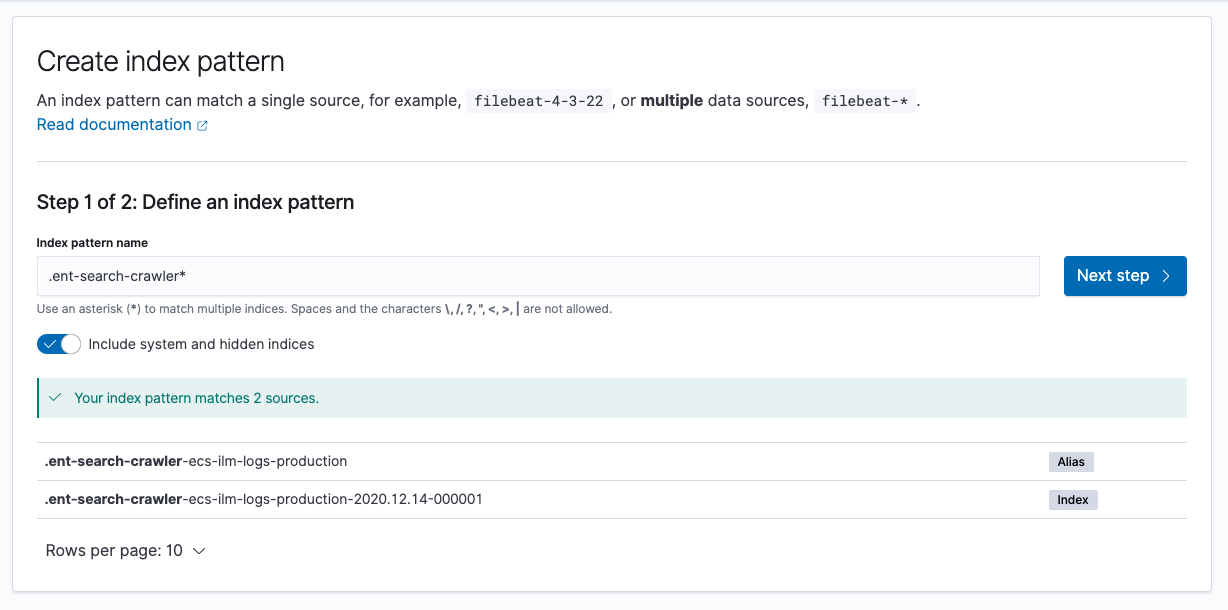 Create index pattern
An index pattern can match a single source, for example, filebeat-4-3-22 , or multiple data sources, filebeat-* .
Read documentation
Step 1 of 2: Define an index pattern
Index pattern name
.ent-search-crawler*
Next step
Use an asterisk (*) to match multiple indices. Spaces and the characters \, /, ?, ", <, >, | are not allowed.
Include system and hidden indices
Your index pattern matches 2 sources.
.ent-search-crawler-ecs-ilm-logs-production Alias
.ent-search-crawler-ecs-ilm-logs-production-2020.12.14-000001 Index
Rows per page: 10